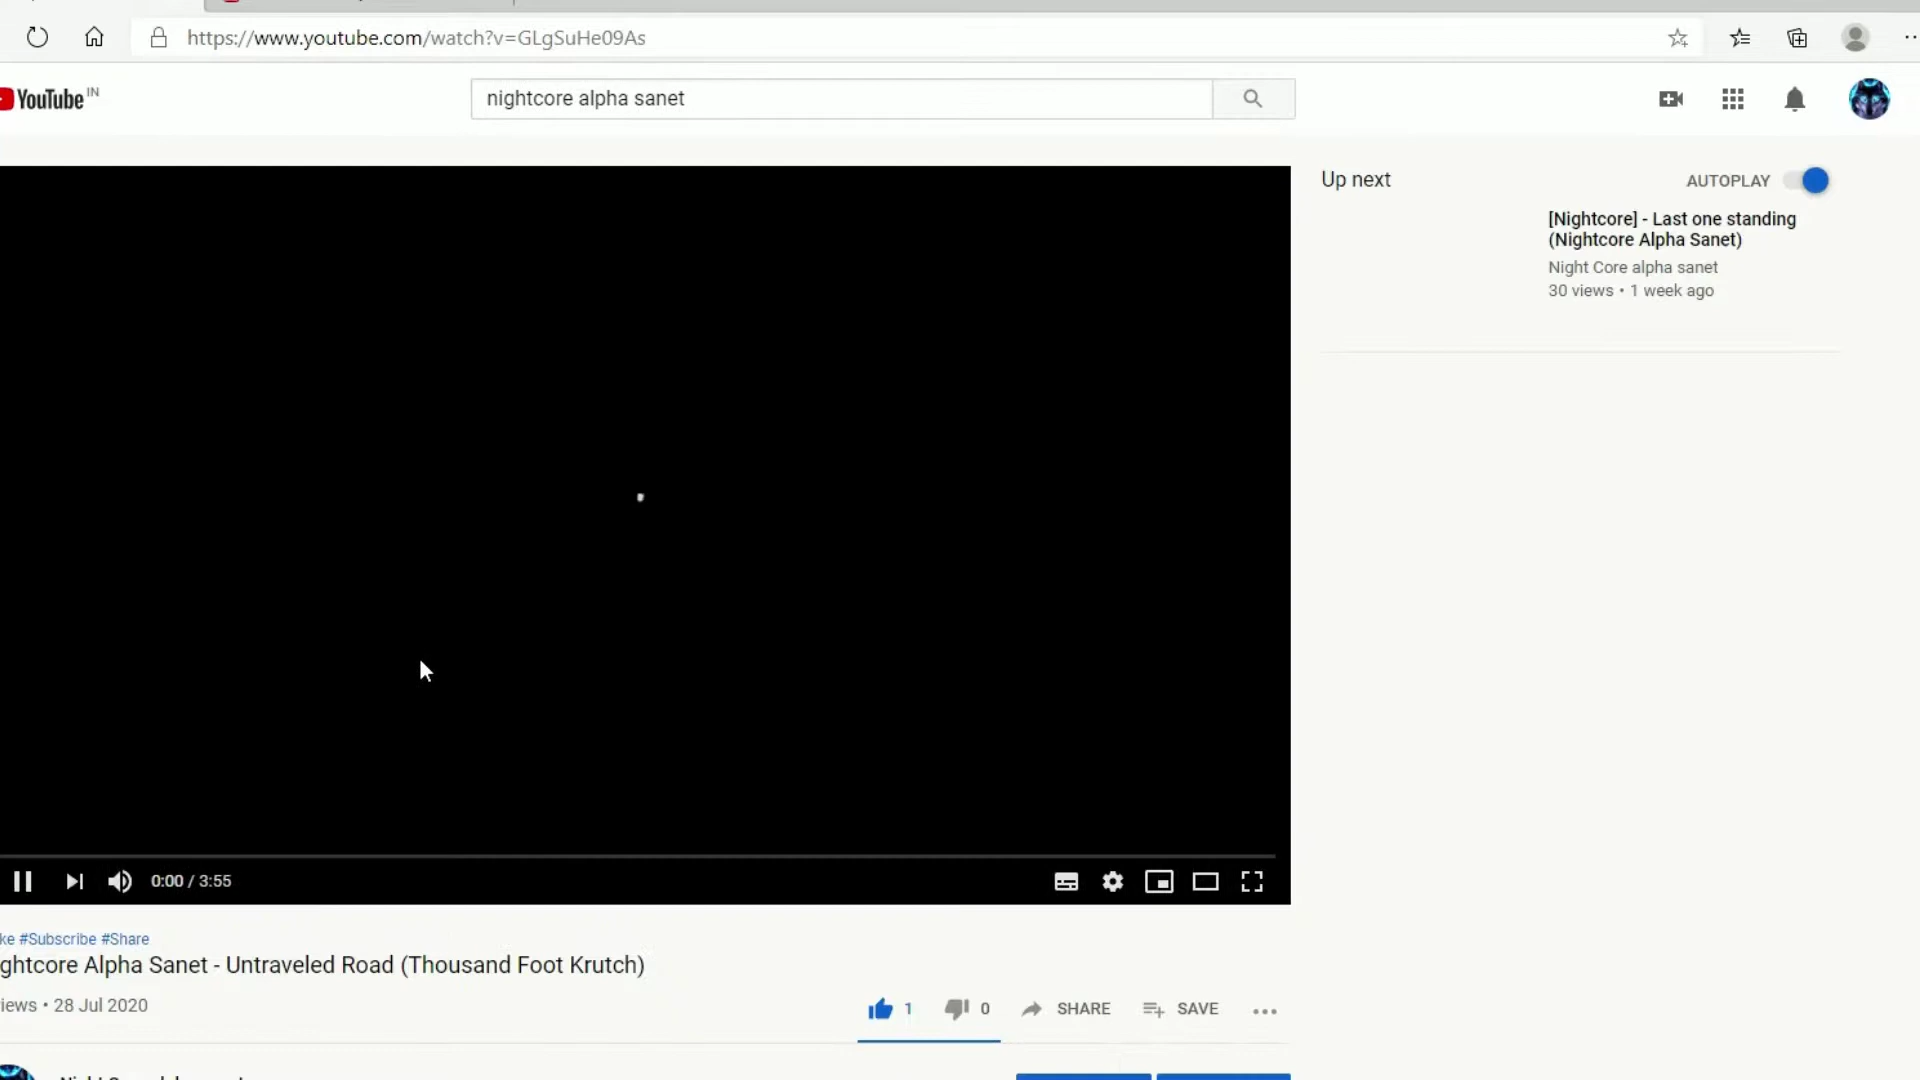 https://www.youtube.com/watch?v=GLgSuHe09As
YouTube IN
nightcore alpha sanet
Up next
AUTOPLAY
[Nightcore] - Last one standing
(Nightcore Alpha Sanet)
Night Core alpha sanet
30 views • 1 week ago
0:00 / 3:55
ke #Subscribe #Share
ghtcore Alpha Sanet - Untraveled Road (Thousand Foot Krutch)
iews • 28 Jul 2020
1
0
SHARE
SAVE